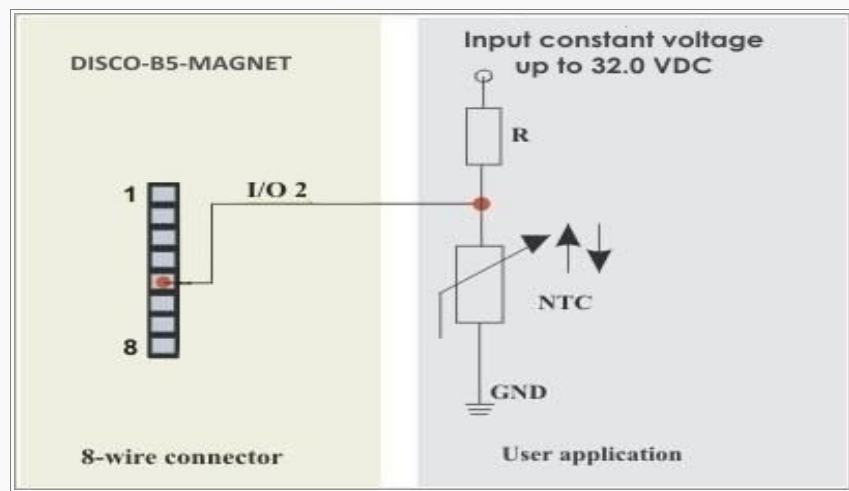 DISCO-B5-MAGNET
Input constant voltage
up to 32.0 VDC
R
1
I/O 2
NTC
8
GND
8-wire connector
User application